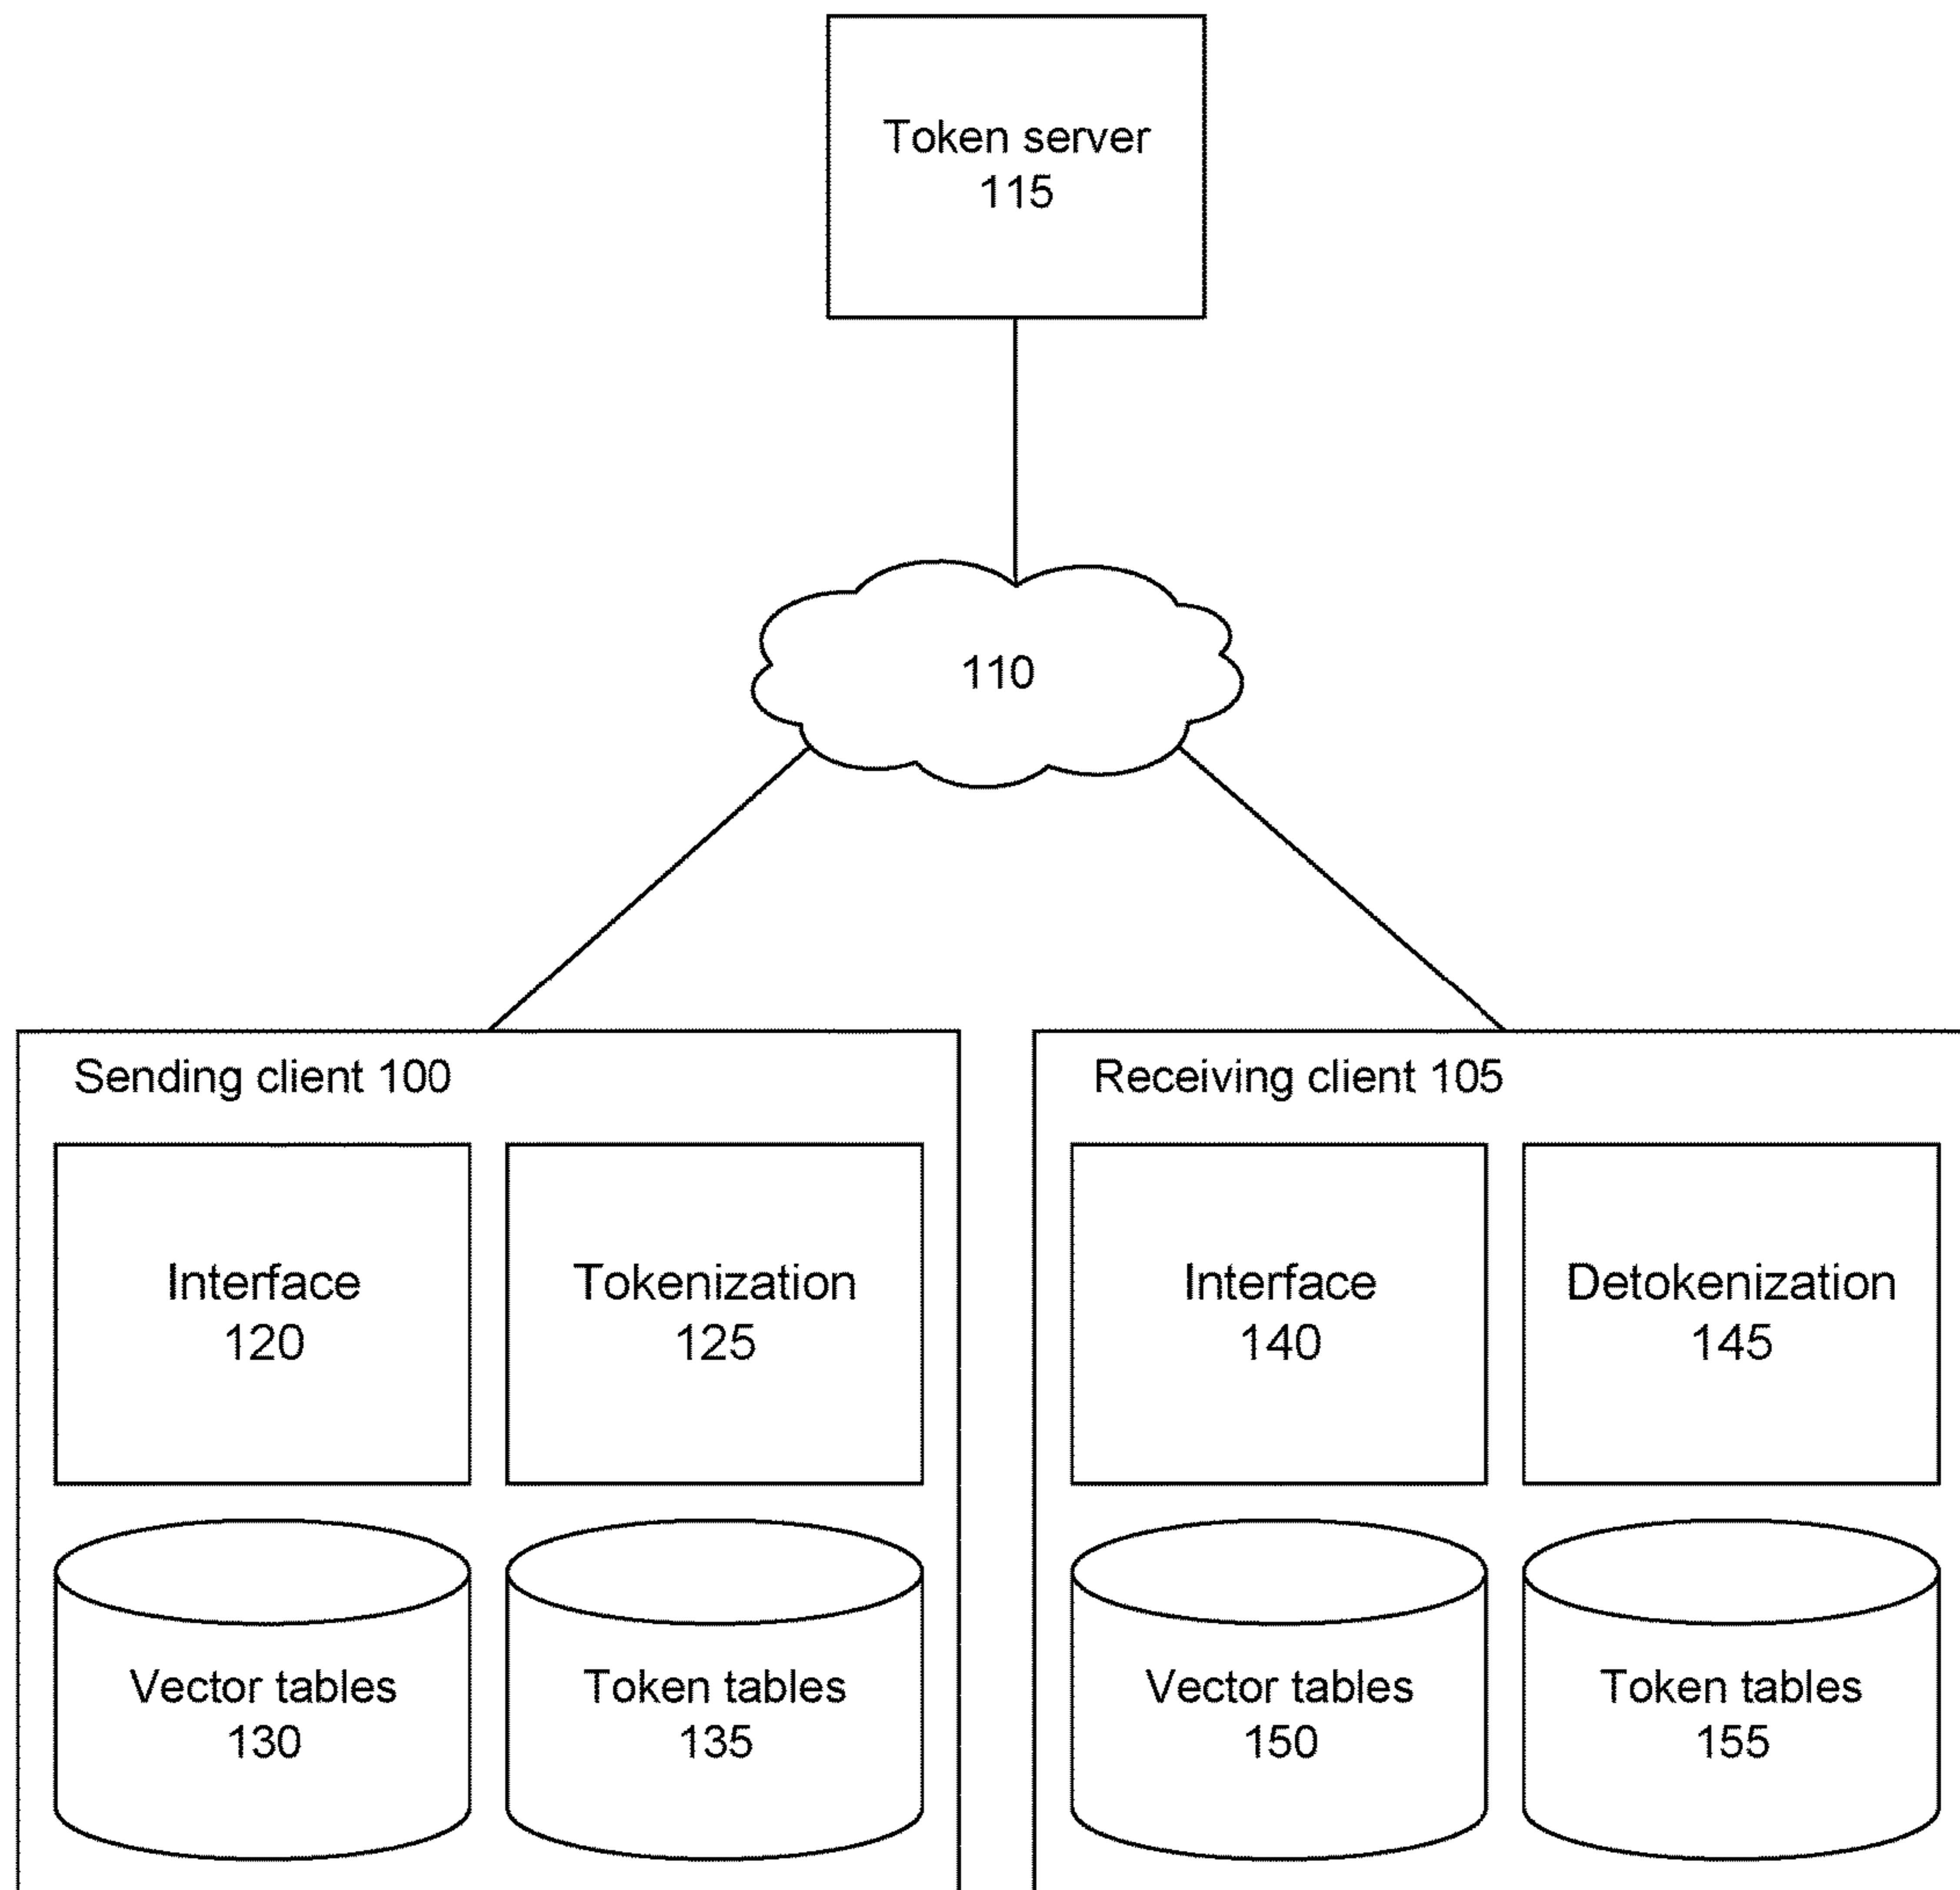 Token server
115
110
Sending client 100
Interface
120
Tokenization
125
Vector tables
130
Token tables
135
Receiving client 105
Interface
140
Detokenization
145
Vector tables
150
Token tables
155